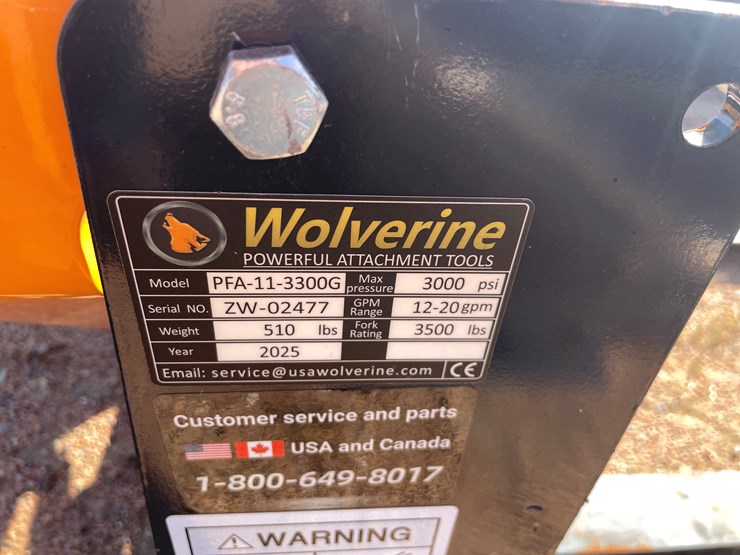 8.8
Wolverine
POWERFUL ATTACHMENT TOOLS
Model PFA-11-3300G Max pressure 3000 psi
Serial NO. ZW-02477 GPM Range 12-20gpm
Weight 510 lbs Fork Rating 3500 lbs
Year 2025
Email: service@usawolverine.com CE
Customer service and parts
USA and Canada
1-800-649-8017
WARNING